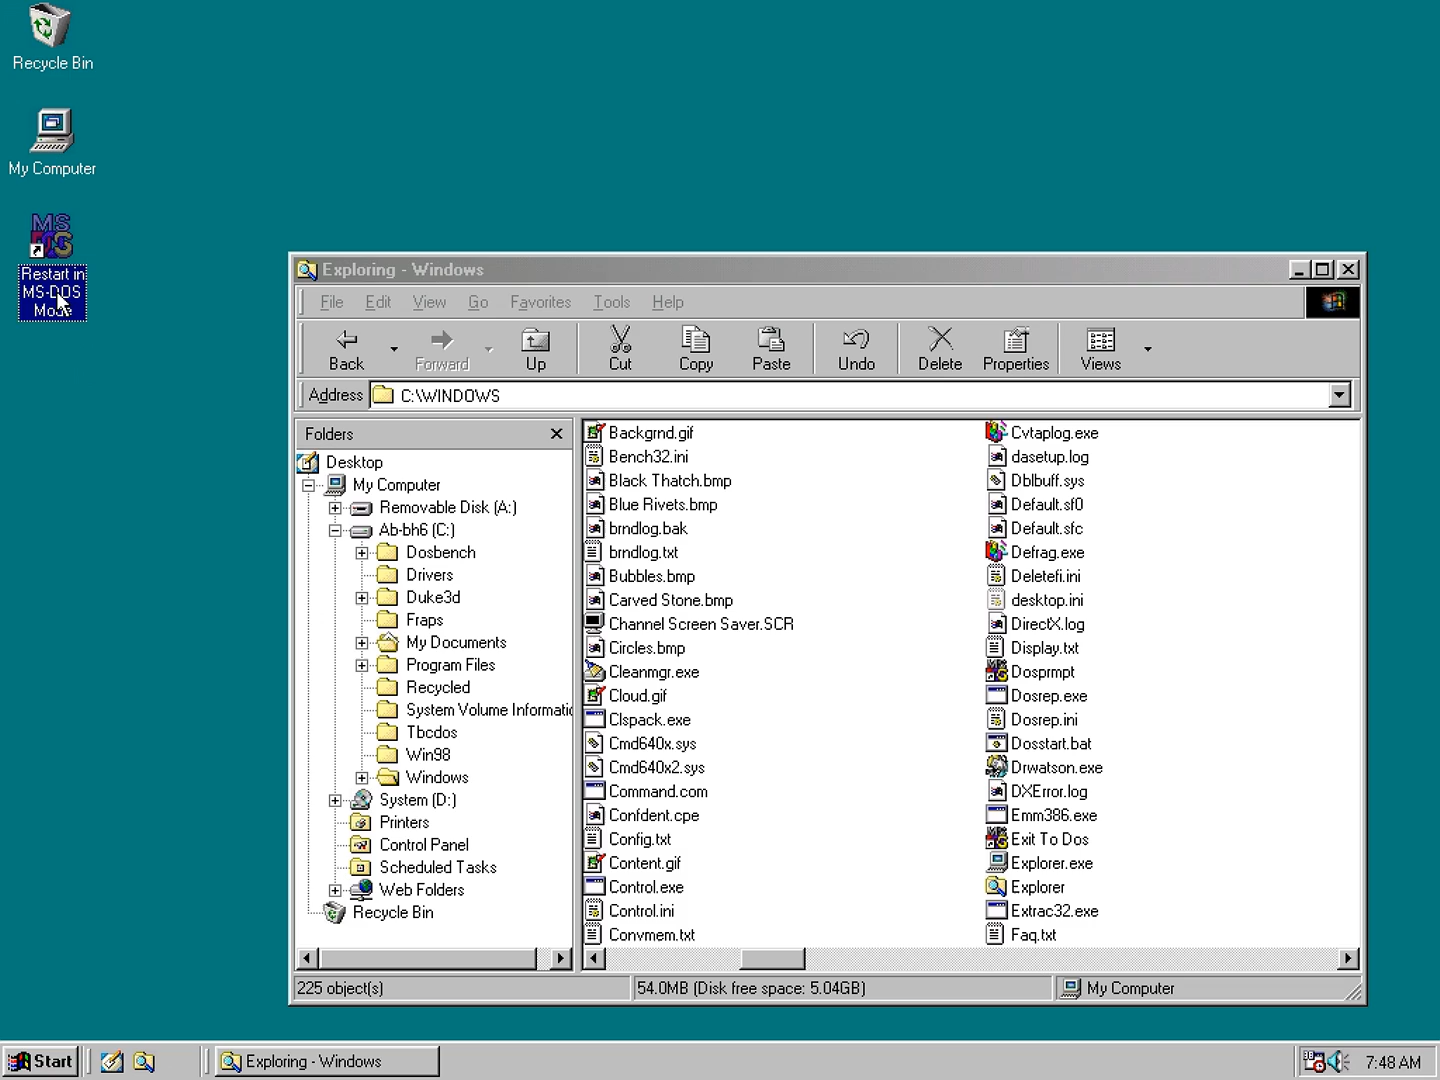 Recycle Bin
My Computer
MS
Restart in
MS-DOS
Mode
Exploring - Windows
File Edit View Go Favorites Tools Help
Back Forward Up Cut Copy Paste Undo Delete Properties Views
Address C:\WINDOWS
Folders
Desktop
My Computer
Removable Disk (A:)
Ab-bh6 (C:)
Dosbench
Drivers
Duke3d
Fraps
My Documents
Program Files
Recycled
System Volume Informatic
Tbcdos
Win98
Windows
System (D:)
Printers
Control Panel
Scheduled Tasks
Web Folders
Recycle Bin
Backgrnd.gif
Bench32.ini
Black Thatch.bmp
Blue Rivets.bmp
brndlog.bak
brndlog.txt
Bubbles.bmp
Carved Stone.bmp
Channel Screen Saver.SCR
Circles.bmp
Cleanmgr.exe
Cloud.gif
Clspack.exe
Cmd640x.sys
Cmd640x2.sys
Command.com
Confdent.cpe
Config.txt
Content.gif
Control.exe
Control.ini
Convmem.txt
Cvtaplog.exe
dasetup.log
Dblbuff.sys
Default.sf0
Default.sfc
Defrag.exe
Deletefi.ini
desktop.ini
DirectX.log
Display.txt
Dosprmpt
Dosrep.exe
Dosrep.ini
Dosstart.bat
Drwatson.exe
DXError.log
Emm386.exe
Exit To Dos
Explorer.exe
Explorer
Extrac32.exe
Faq.txt
225 object(s) 54.0MB (Disk free space: 5.04GB) My Computer
Start Exploring - Windows 7:48 AM